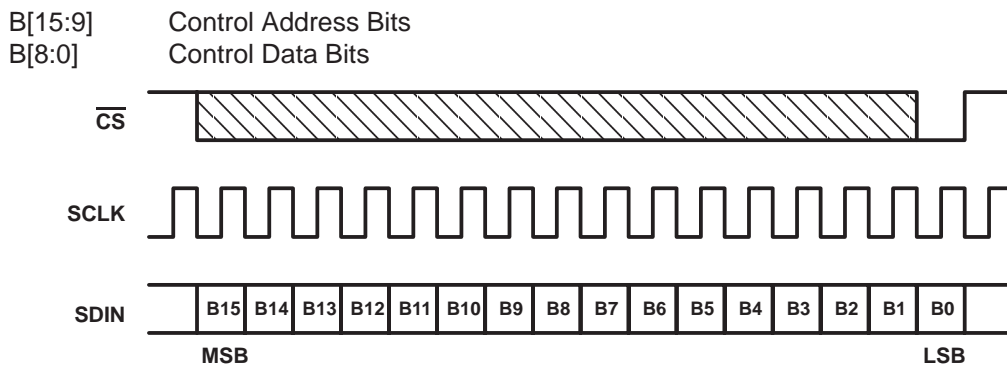 B[15:9] Control Address Bits
B[8:0] Control Data Bits
CS
SCLK
SDIN B15 B14 B13 B12 B11 B10 B9 B8 B7 B6 B5 B4 B3 B2 B1 B0
MSB LSB